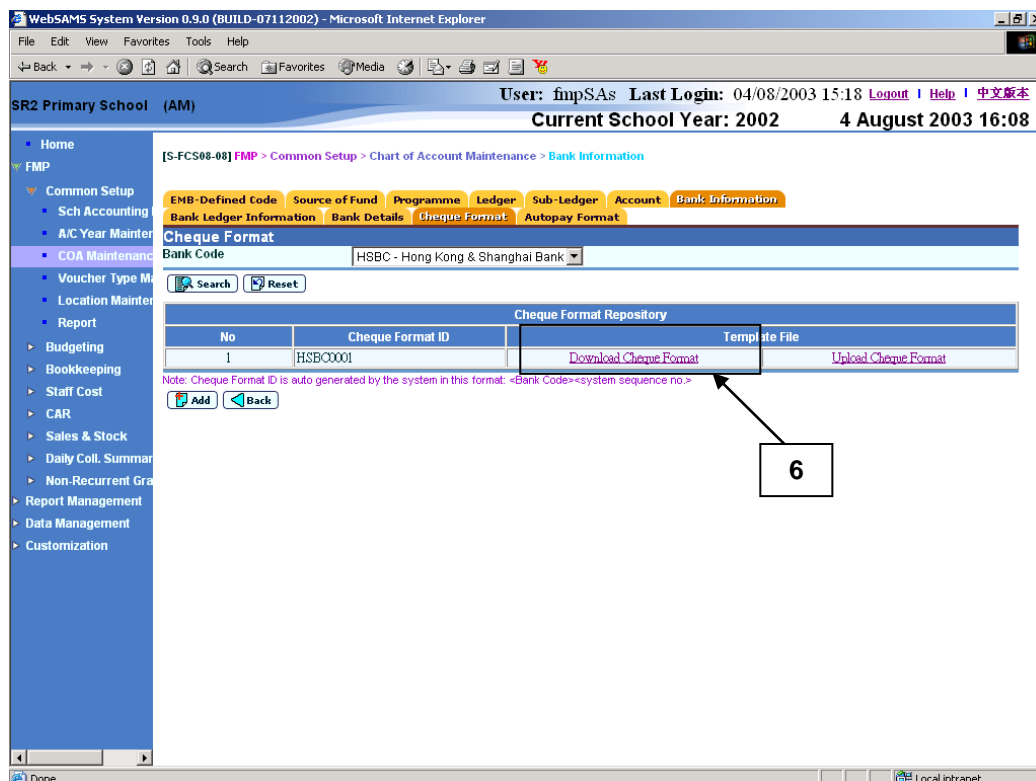 WebSAMS System Version 0.9.0 (BUILD-07112002) - Microsoft Internet Explorer
File Edit View Favorites Tools Help
Back Search Favorites Media
SR2 Primary School (AM)
User: fmpSAs Last Login: 04/08/2003 15:18 Logout | Help | 中文版本
Current School Year: 2002 4 August 2003 16:08
Home
FMP
Common Setup
Sch Accounting
A/C Year Mainter
COA Maintenanc
Voucher Type Ma
Location Mainter
Report
Budgeting
Bookkeeping
Staff Cost
CAR
Sales & Stock
Daily Coll. Summar
Non-Recurrent Gra
Report Management
Data Management
Customization
[S-FCS08-08] FMP > Common Setup > Chart of Account Maintenance > Bank Information
EMB-Defined Code Source of Fund Programme Ledger Sub-Ledger Account Bank Information
Bank Ledger Information Bank Details Cheque Format Autopay Format
Cheque Format
Bank Code HSBC - Hong Kong & Shanghai Bank
Search Reset
Cheque Format Repository
No Cheque Format ID Template File
1 HSBC0001 Download Cheque Format Upload Cheque Format
Note: Cheque Format ID is auto generated by the system in this format: <Bank Code><system sequence no.>
Add Back
6
Done Local intranet